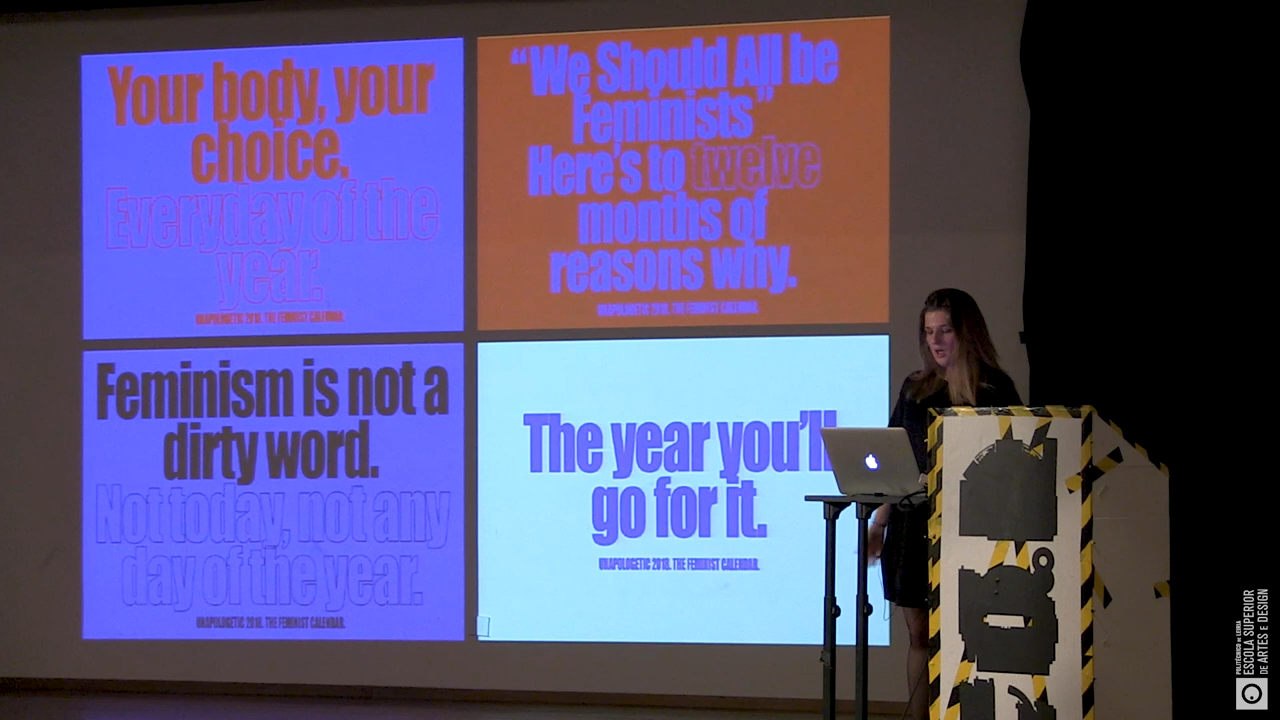 Your body, your
choice.
Everyday of the
year.
UNAPOLOGETIC 2018. THE FEMINIST CALENDAR.
“We Should All be
Feminists”
Here's to twelve
months of
reasons why.
UNAPOLOGETIC 2018. THE FEMINIST CALENDAR.
Feminism is not a
dirty word.
Not today, not any
day of the year.
UNAPOLOGETIC 2018. THE FEMINIST CALENDAR.
The year you'll
go for it.
UNAPOLOGETIC 2018. THE FEMINIST CALENDAR.
POLITÉCNICO DE LEIRIA
ESCOLA SUPERIOR
DE ARTES E DESIGN